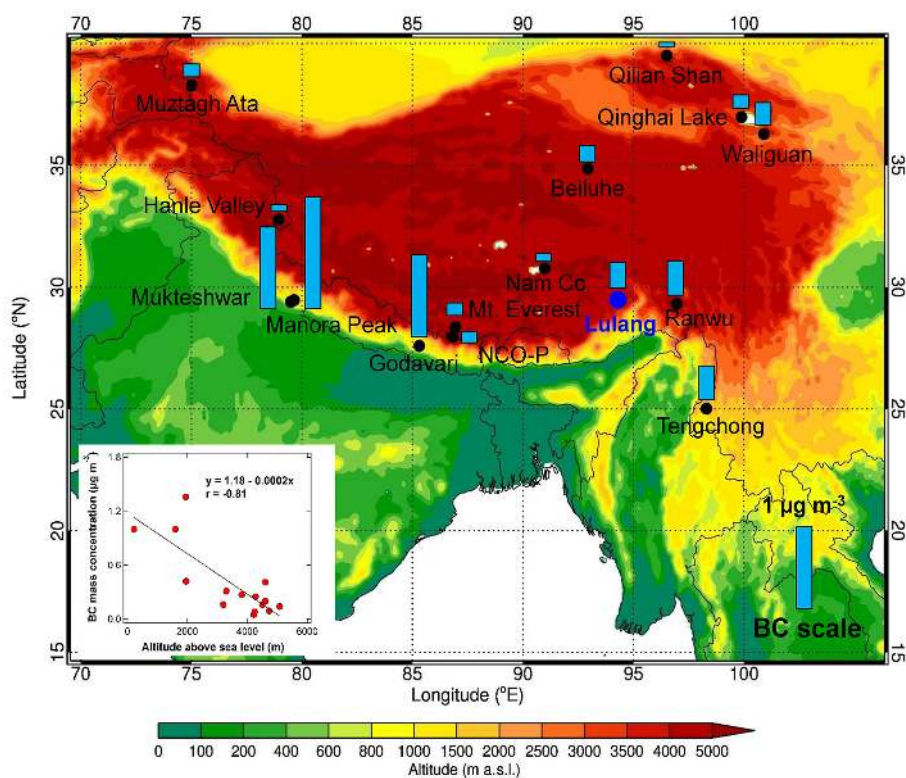 70 75 80 85 90 95 100
Qilian Shan
Muztagh Ata
Qinghai Lake
Waliguan
35 35
Beiluhe
Hanle Valley
30 30
Nam Co
Mukteshwar
Mt. Everest
Lulang
Ranwu
Manora Peak
NCO-P
Godavari
25 25
Tengchong
Latitude (ºN)
1 µg m-3
BC scale
20 20
15 15
BC mass concentration (µg m-3)
1.8
1.2
0.6
0.0
y = 1.18 - 0.0002x
r = -0.81
0 2000 4000 6000
Altitude above sea level (m)
70 75 80 85 90 95 100
Longitude (ºE)
0 100 200 400 600 800 1000 1500 2000 2500 3000 3500 4000 5000
Altitude (m a.s.l.)